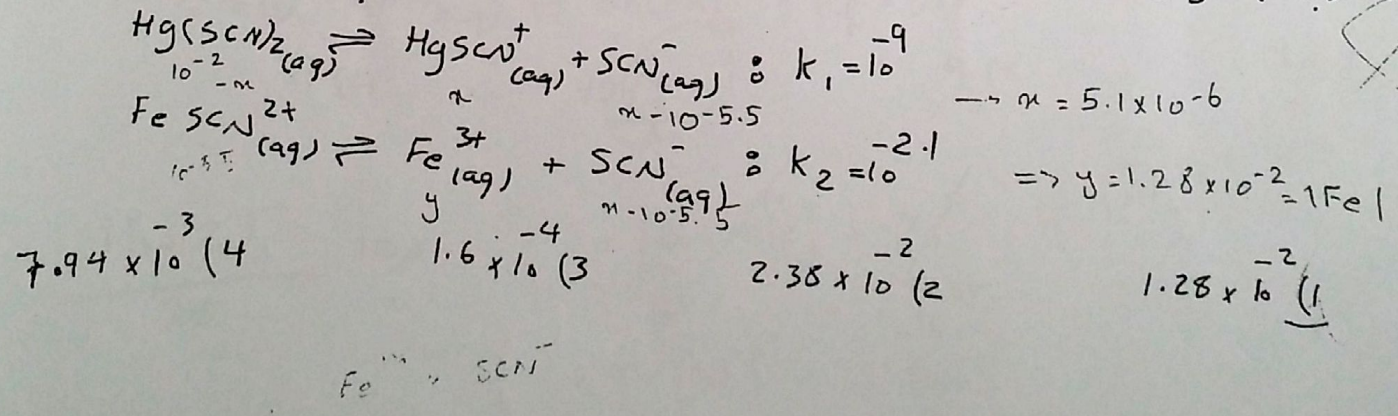 Hg(SCN)₂(aq) ⇌ HgSCN⁺(aq) + SCN⁻(aq) : K₁ = 10⁻⁹
10⁻² - x x x - 10-5.5 → x = 5.1 x 10-6
FeSCN²⁺(aq) ⇌ Fe³⁺(aq) + SCN⁻(aq) : K₂ = 10⁻²·¹
y x - 10-5.5 => y = 1.28 x 10⁻² = 1Fe1
7.94 x 10⁻³ (4 1.6 x 10⁻⁴ (3 2.38 x 10⁻² (2 1.28 x 10⁻² (1
Fe''' , SCN⁻